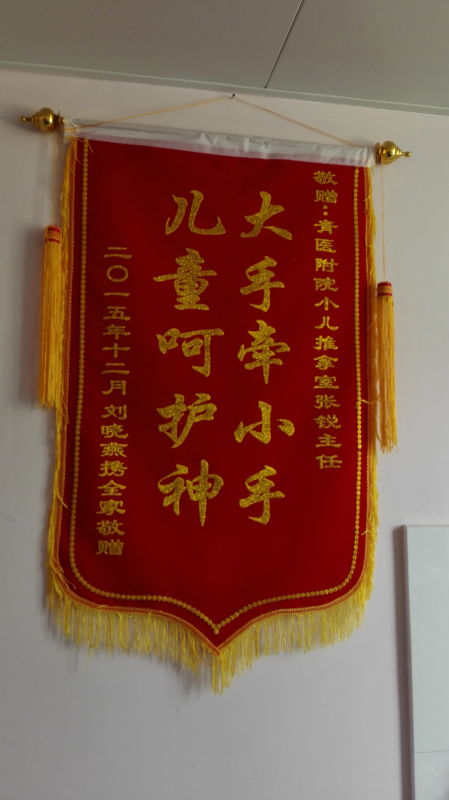 敬赠：青医附院小儿推拿室张锐主任
大手牵小手
儿童呵护神
二〇一五年十二月 刘晓燕携全家敬赠